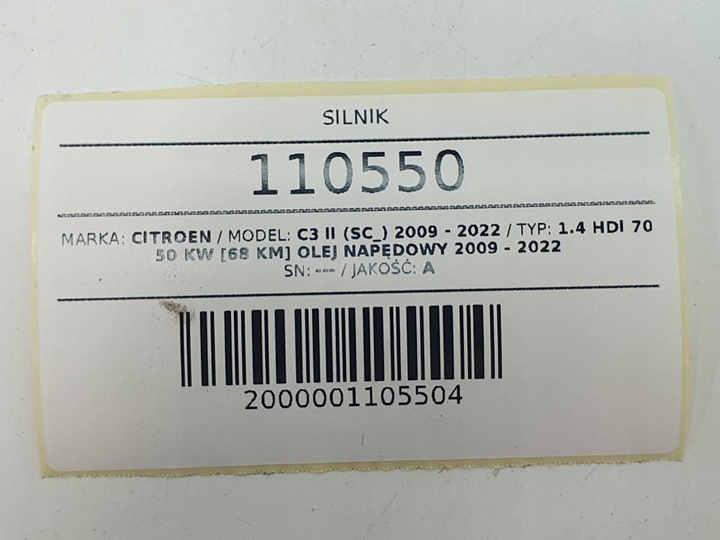 SILNIK
110550
MARKA: CITROEN / MODEL: C3 II (SC_) 2009 - 2022 / TYP: 1.4 HDI 70
50 KW [68 KM] OLEJ NAPĘDOWY 2009 - 2022
SN: --- / JAKOŚĆ: A
2000001105504